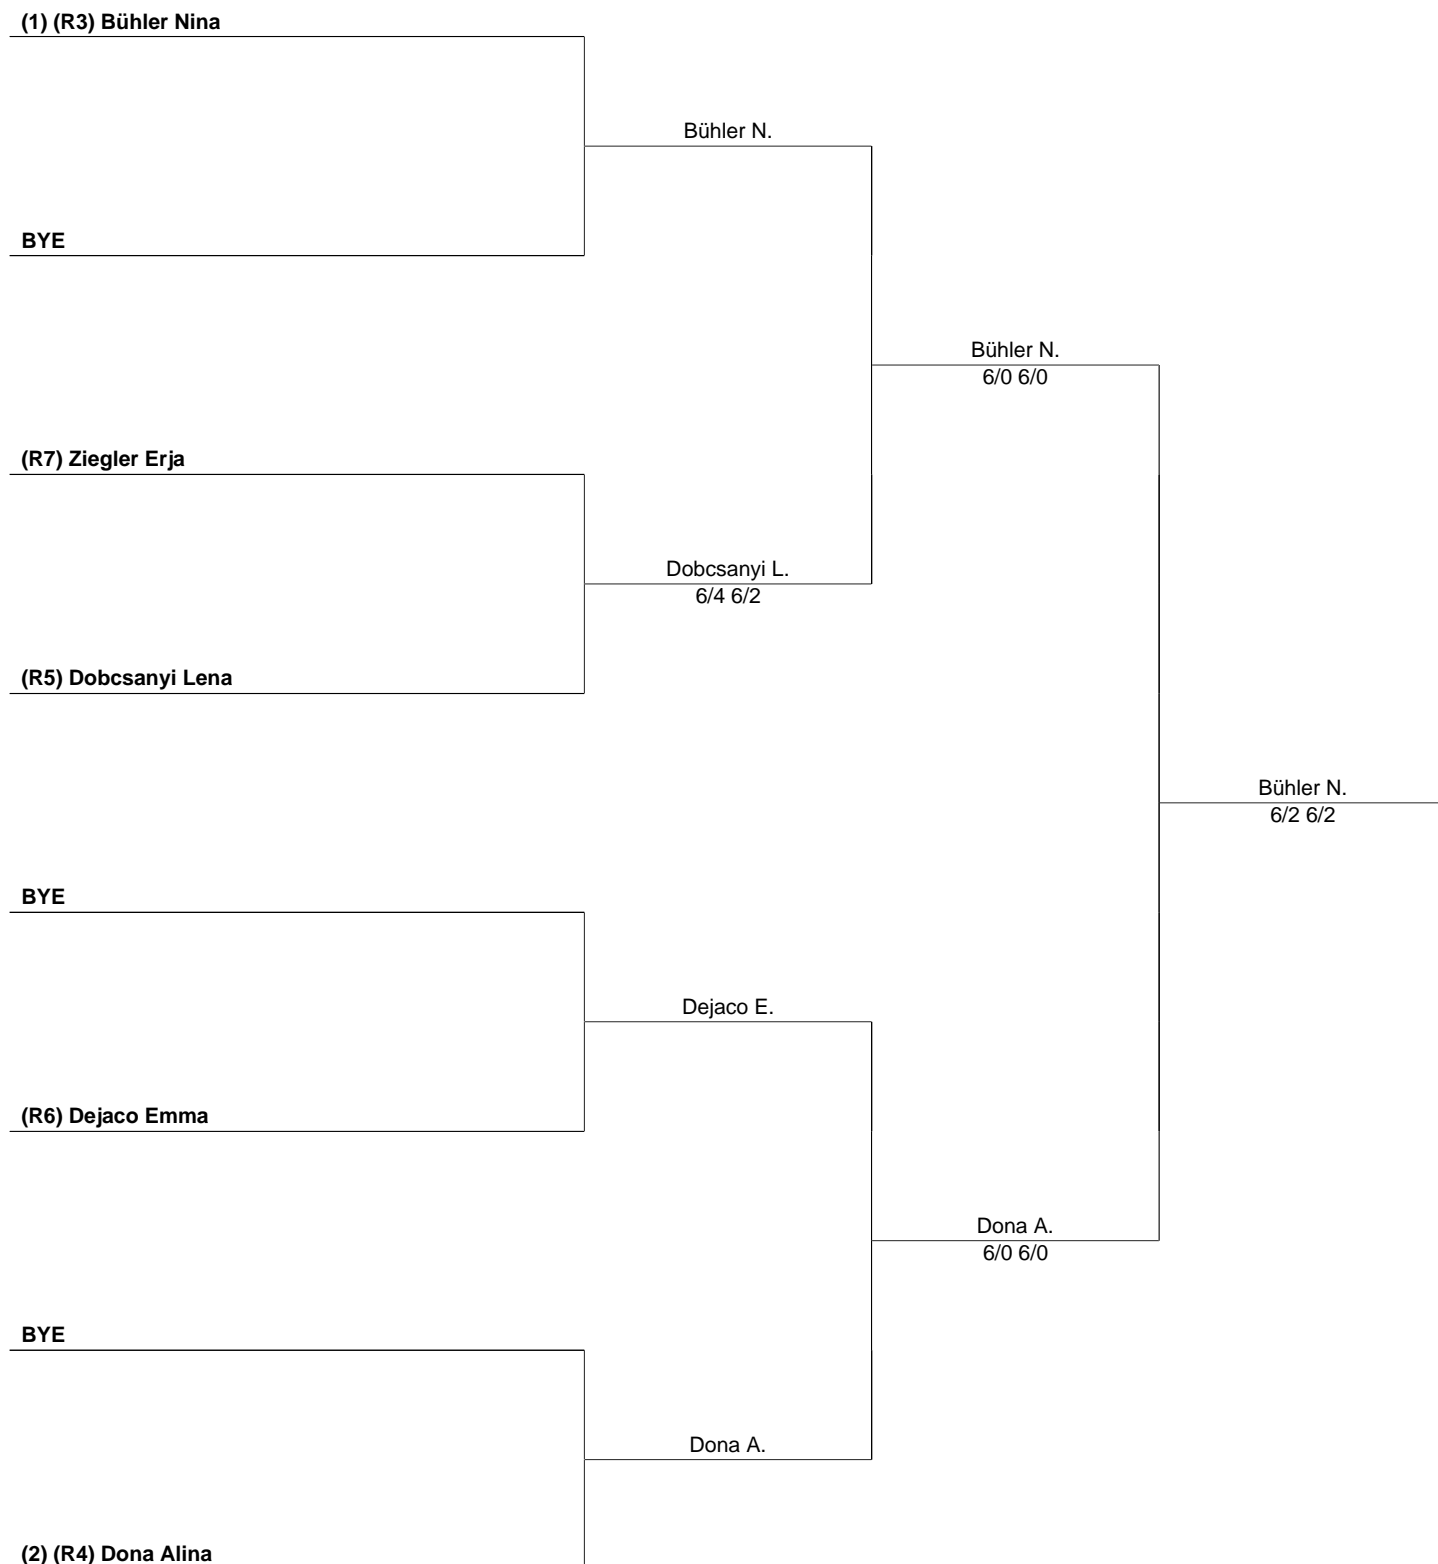 (1) (R3) Bühler Nina
Bühler N.
BYE
Bühler N.
6/0 6/0
(R7) Ziegler Erja
Dobcsanyi L.
6/4 6/2
(R5) Dobcsanyi Lena
Bühler N.
6/2 6/2
BYE
Dejaco E.
(R6) Dejaco Emma
Dona A.
6/0 6/0
BYE
Dona A.
(2) (R4) Dona Alina